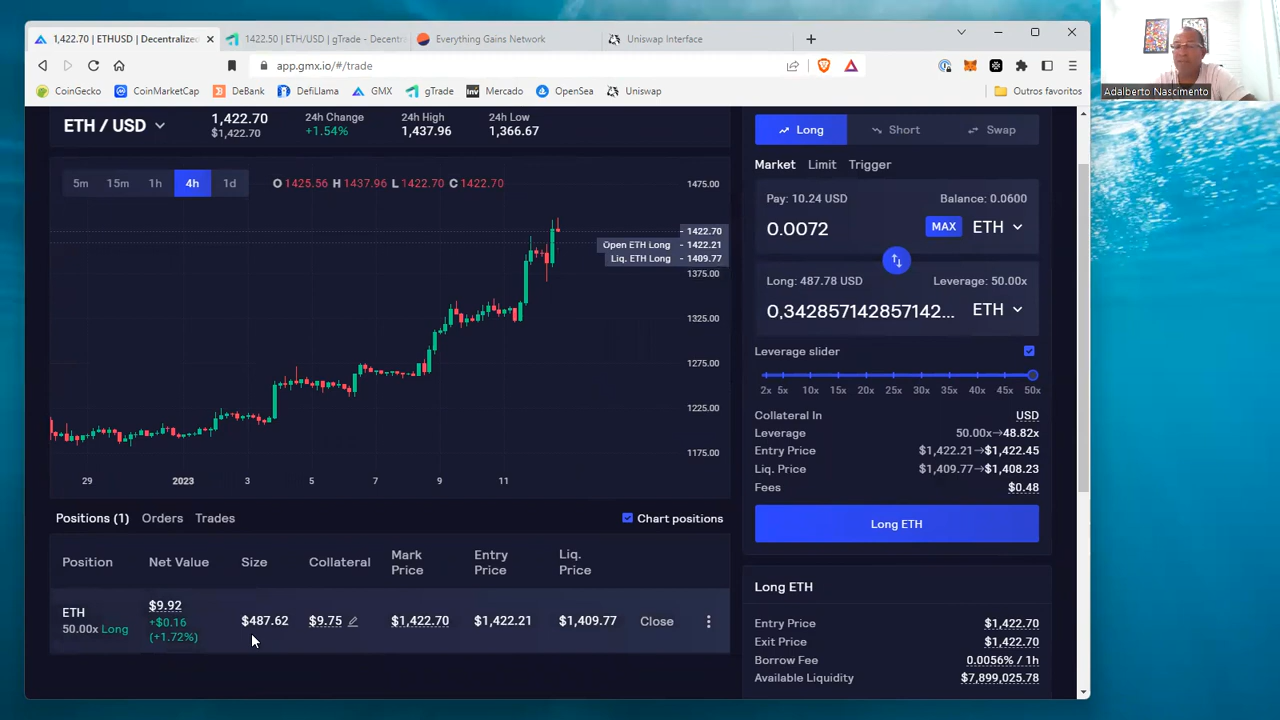 1,422.70 | ETHUSD | Decentralized
1422.50 | ETH/USD | gTrade - Decentr
Everything Gains Network
Uniswap Interface
app.gmx.io/#/trade
CoinGecko
CoinMarketCap
DeBank
DefiLlama
GMX
gTrade
Mercado
OpenSea
Uniswap
Outros favoritos
Adalberto Nascimento
ETH / USD
1,422.70
$1,422.70
24h Change
+1.54%
24h High
1,437.96
24h Low
1,366.67
5m 15m 1h 4h 1d
O 1425.56 H 1437.96 L 1422.70 C 1422.70
1475.00
1422.70
Open ETH Long - 1422.21
Liq. ETH Long - 1409.77
1375.00
1325.00
1275.00
1225.00
1175.00
29 2023 3 5 7 9 11
Positions (1) Orders Trades
Chart positions
Position
Net Value
Size
Collateral
Mark Price
Entry Price
Liq. Price
ETH
50.00x Long
$9.92
+$0.16
(+1.72%)
$487.62
$9.75
$1,422.70
$1,422.21
$1,409.77
Close
Long Short Swap
Market Limit Trigger
Pay: 10.24 USD Balance: 0.0600
0.0072 MAX ETH
Long: 487.78 USD Leverage: 50.00x
0,342857142857142... ETH
Leverage slider
2x 5x 10x 15x 20x 25x 30x 35x 40x 45x 50x
Collateral In USD
Leverage 50.00x→48.82x
Entry Price $1,422.21→$1,422.45
Liq. Price $1,409.77→$1,408.23
Fees $0.48
Long ETH
Long ETH
Entry Price $1,422.70
Exit Price $1,422.70
Borrow Fee 0.0056% / 1h
Available Liquidity $7,899,025.78